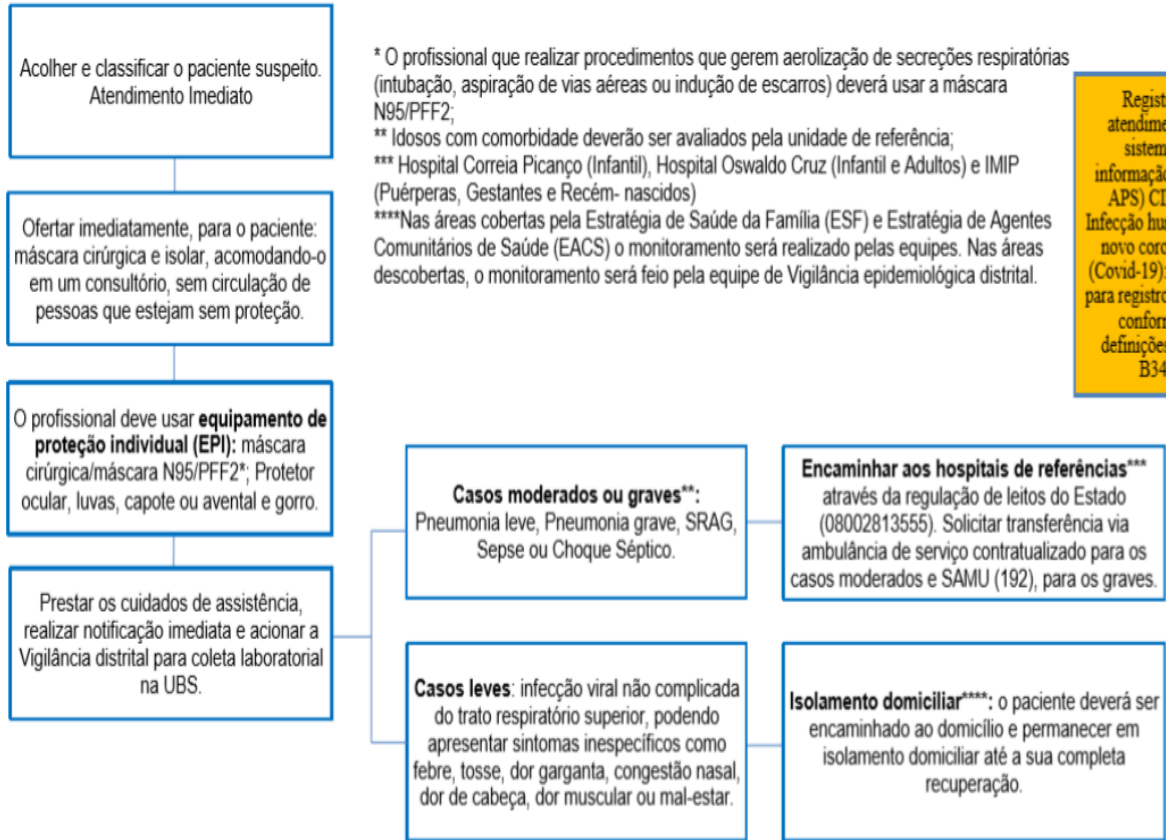 Acolher e classificar o paciente suspeito.
Atendimento Imediato
Ofertar imediatamente, para o paciente:
máscara cirúrgica e isolar, acomodando-o
em um consultório, sem circulação de
pessoas que estejam sem proteção.
O profissional deve usar equipamento de
proteção individual (EPI): máscara
cirúrgica/máscara N95/PFF2*; Protetor
ocular, luvas, capote ou avental e gorro.
Prestar os cuidados de assistência,
realizar notificação imediata e acionar a
Vigilância distrital para coleta laboratorial
na UBS.
* O profissional que realizar procedimentos que gerem aerolização de secreções respiratórias
(intubação, aspiração de vias aéreas ou indução de escarros) deverá usar a máscara
N95/PFF2;
** Idosos com comorbidade deverão ser avaliados pela unidade de referência;
*** Hospital Correia Picanço (Infantil), Hospital Oswaldo Cruz (Infantil e Adultos) e IMIP
(Puérperas, Gestantes e Recém- nascidos)
****Nas áreas cobertas pela Estratégia de Saúde da Família (ESF) e Estratégia de Agentes
Comunitários de Saúde (EACS) o monitoramento será realizado pelas equipes. Nas áreas
descobertas, o monitoramento será feio pela equipe de Vigilância epidemiológica distrital.
APS)
novo
(Covid-19)
para registro
B34
Casos moderados ou graves**:
Pneumonia leve, Pneumonia grave, SRAG,
Sepse ou Choque Séptico.
Encaminhar aos hospitais de referências***
através da regulação de leitos do Estado
(08002813555). Solicitar transferência via
ambulância de serviço contratualizado para os
casos moderados e SAMU (192), para os graves.
Casos leves: infecção viral não complicada
do trato respiratório superior, podendo
apresentar sintomas inespecíficos como
febre, tosse, dor garganta, congestão nasal,
dor de cabeça, dor muscular ou mal-estar.
Isolamento domiciliar****: o paciente deverá ser
encaminhado ao domicílio e permanecer em
isolamento domiciliar até a sua completa
recuperação.